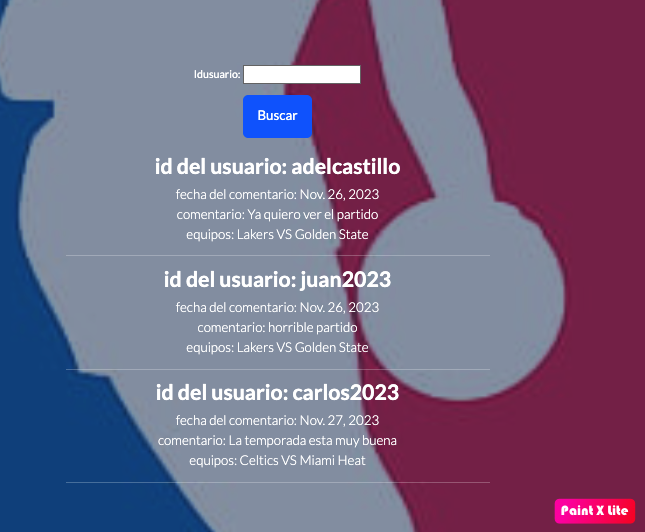 Idusuario:
Buscar
id del usuario: adelcastillo
fecha del comentario: Nov. 26, 2023
comentario: Ya quiero ver el partido
equipos: Lakers VS Golden State
id del usuario: juan2023
fecha del comentario: Nov. 26, 2023
comentario: horrible partido
equipos: Lakers VS Golden State
id del usuario: carlos2023
fecha del comentario: Nov. 27, 2023
comentario: La temporada esta muy buena
equipos: Celtics VS Miami Heat
Paint X Lite